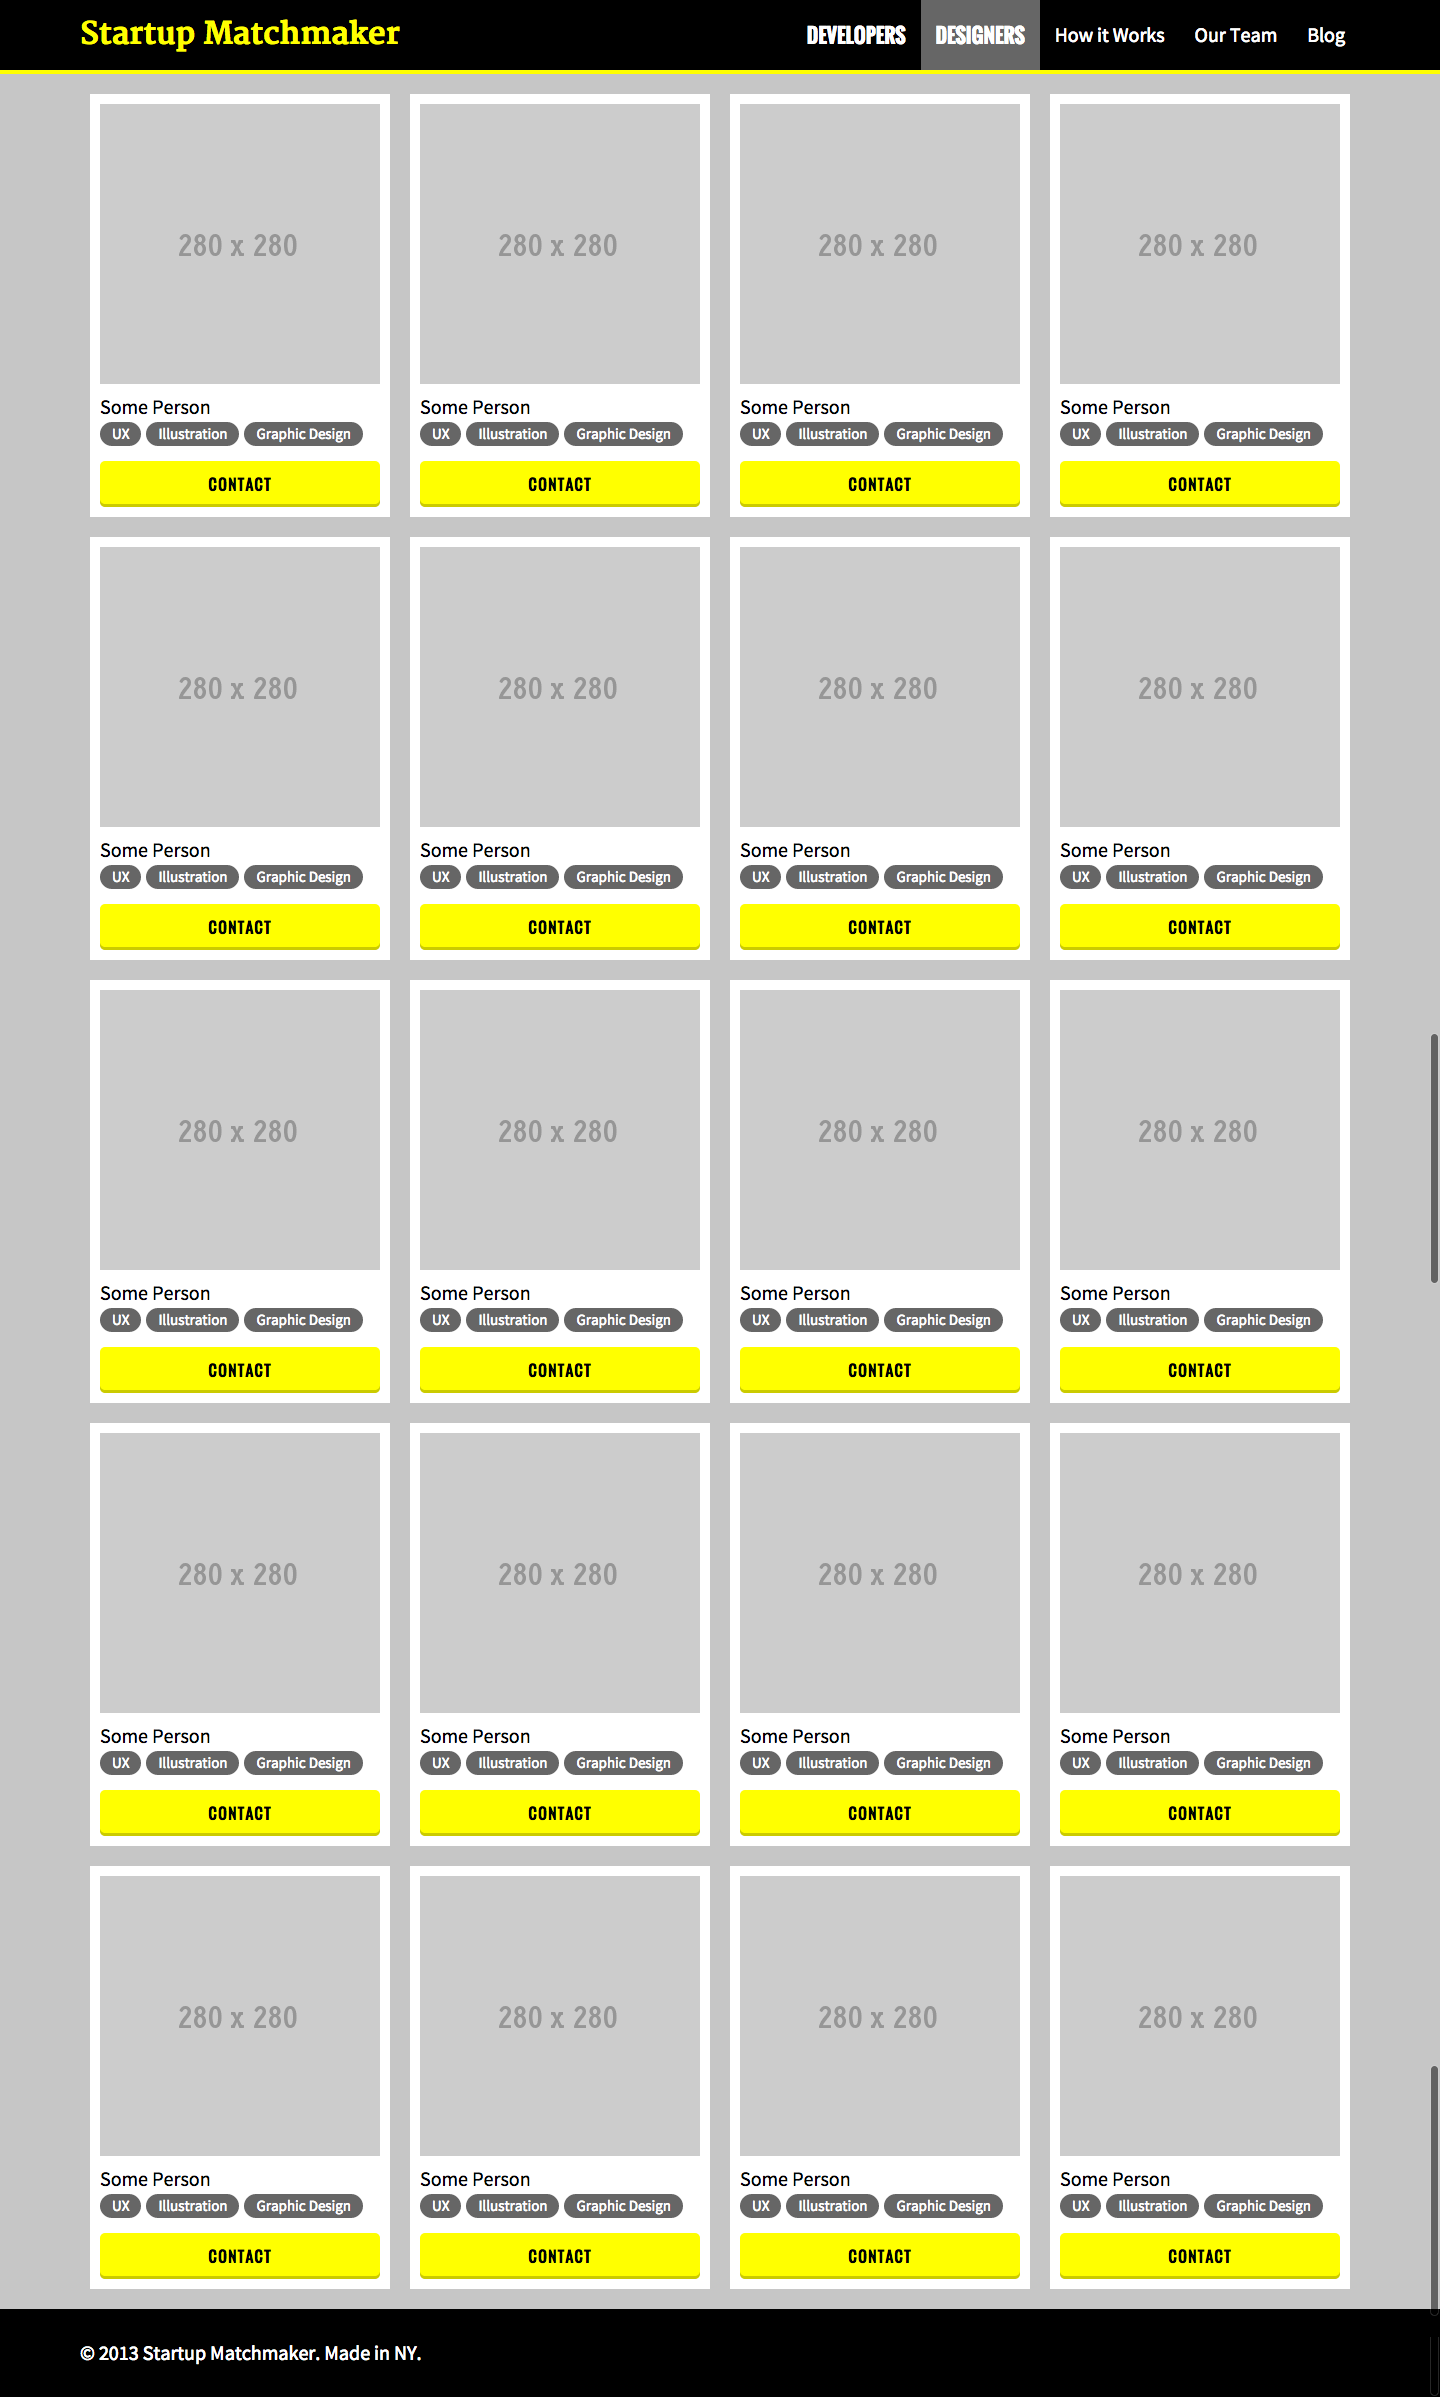 Startup Matchmaker DEVELOPERS DESIGNERS How it Works Our Team Blog
280 x 280 280 x 280 280 x 280 280 x 280
Some Person Some Person Some Person Some Person
UX Illustration Graphic Design UX Illustration Graphic Design UX Illustration Graphic Design UX Illustration Graphic Design
CONTACT CONTACT CONTACT CONTACT
280 x 280 280 x 280 280 x 280 280 x 280
Some Person Some Person Some Person Some Person
UX Illustration Graphic Design UX Illustration Graphic Design UX Illustration Graphic Design UX Illustration Graphic Design
CONTACT CONTACT CONTACT CONTACT
280 x 280 280 x 280 280 x 280 280 x 280
Some Person Some Person Some Person Some Person
UX Illustration Graphic Design UX Illustration Graphic Design UX Illustration Graphic Design UX Illustration Graphic Design
CONTACT CONTACT CONTACT CONTACT
280 x 280 280 x 280 280 x 280 280 x 280
Some Person Some Person Some Person Some Person
UX Illustration Graphic Design UX Illustration Graphic Design UX Illustration Graphic Design UX Illustration Graphic Design
CONTACT CONTACT CONTACT CONTACT
280 x 280 280 x 280 280 x 280 280 x 280
Some Person Some Person Some Person Some Person
UX Illustration Graphic Design UX Illustration Graphic Design UX Illustration Graphic Design UX Illustration Graphic Design
CONTACT CONTACT CONTACT CONTACT
© 2013 Startup Matchmaker. Made in NY.